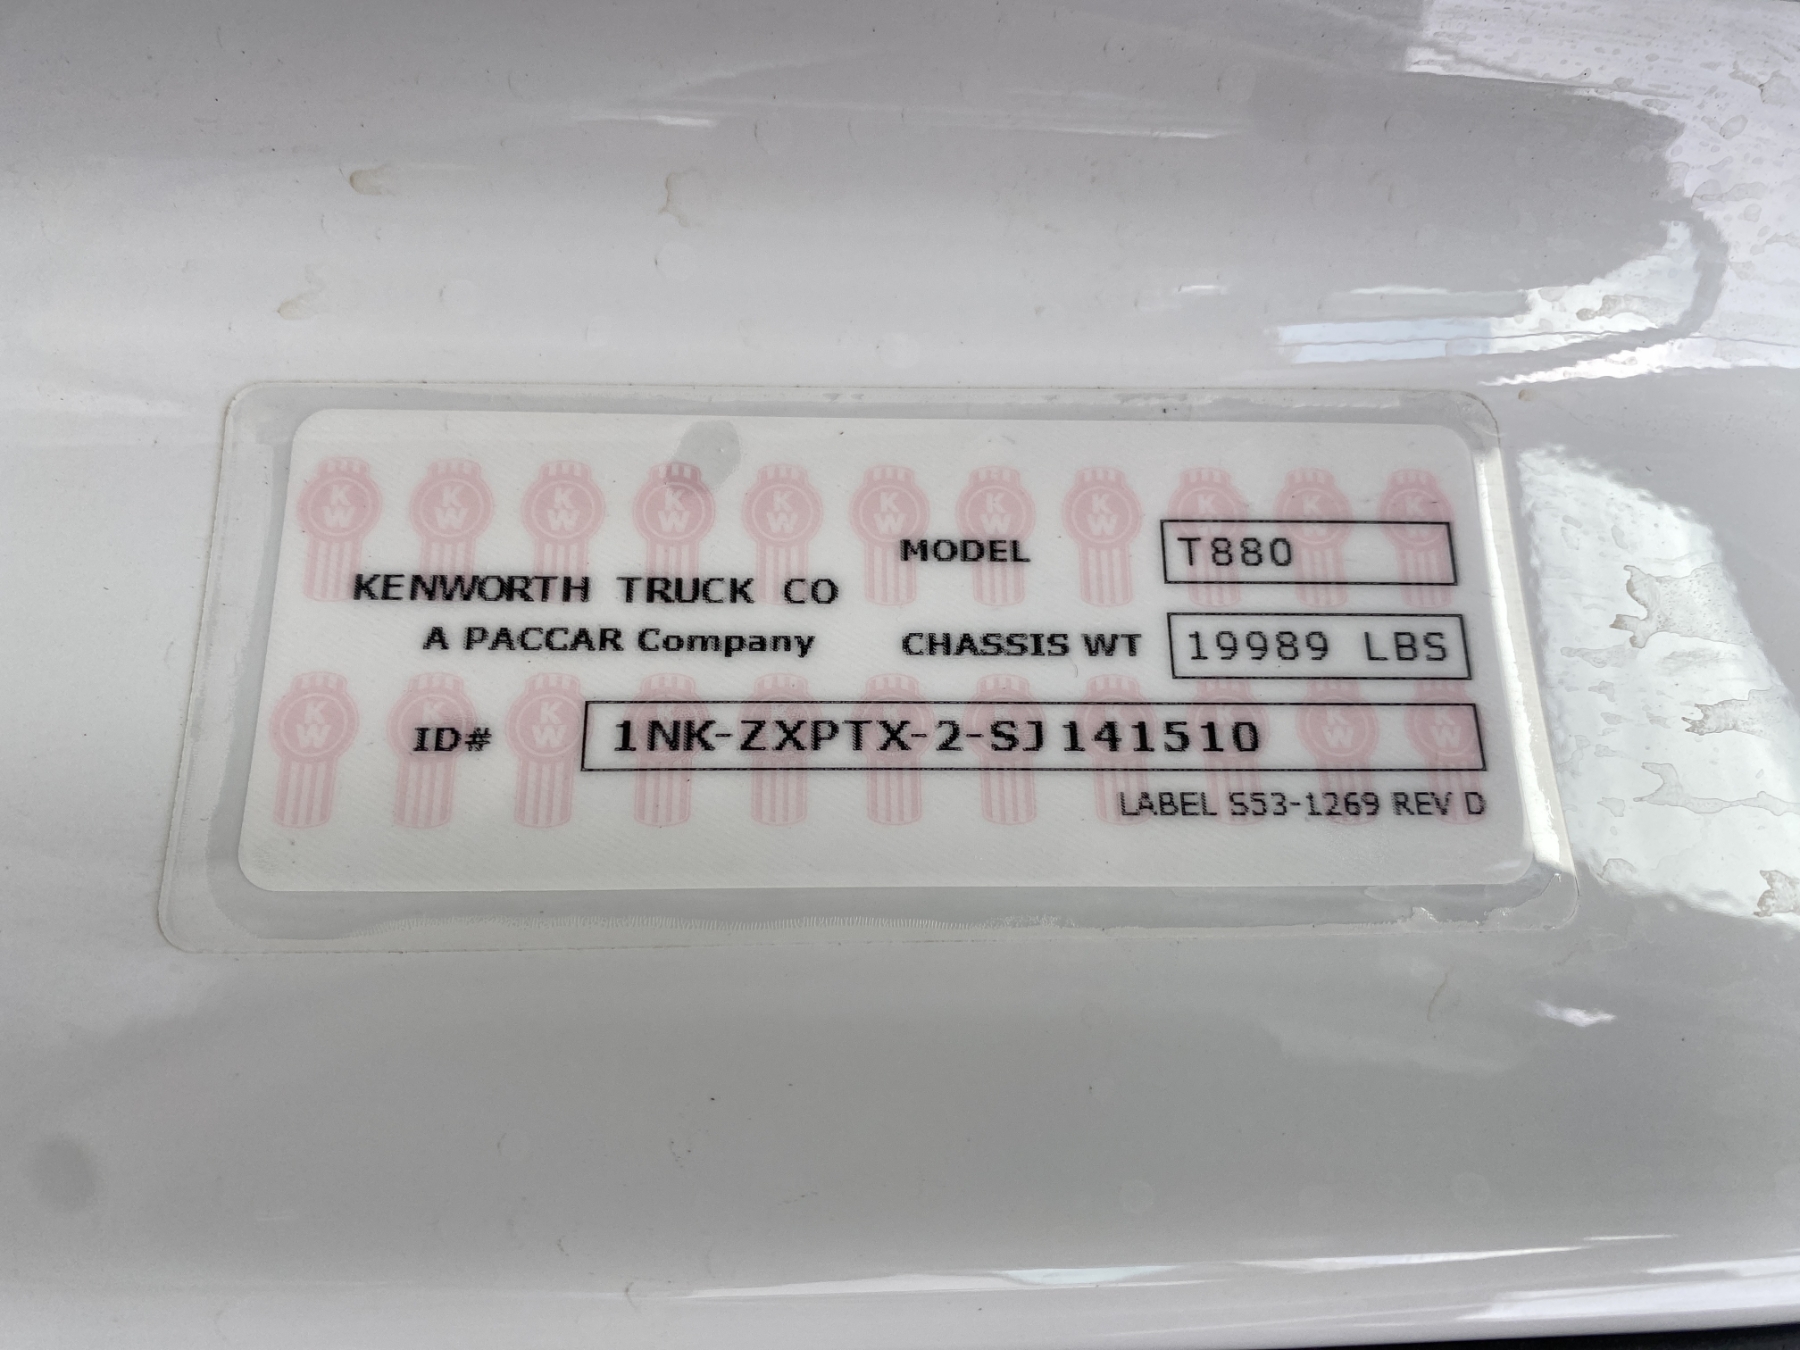 MODEL T880
KENWORTH TRUCK CO
A PACCAR Company
CHASSIS WT 19989 LBS
ID# 1NK-ZXPTX-2-SJ141510
LABEL S53-1269 REV D